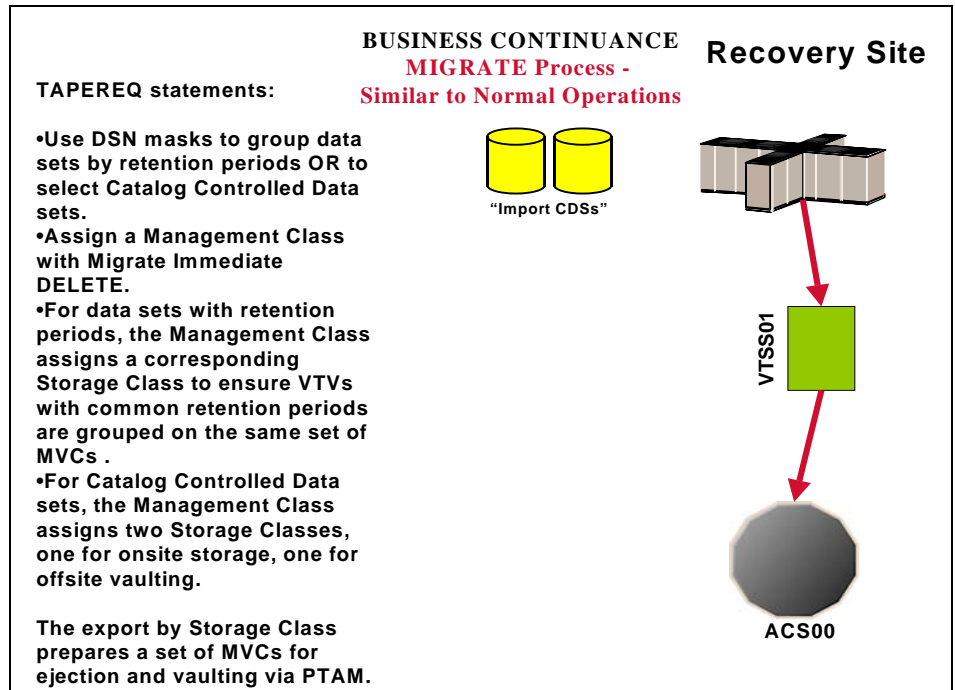 BUSINESS CONTINUANCE
MIGRATE Process -
Similar to Normal Operations
Recovery Site
TAPEREQ statements:
•Use DSN masks to group data
sets by retention periods OR to
select Catalog Controlled Data
sets.
•Assign a Management Class
with Migrate Immediate
DELETE.
•For data sets with retention
periods, the Management Class
assigns a corresponding
Storage Class to ensure VTVs
with common retention periods
are grouped on the same set of
MVCs .
•For Catalog Controlled Data
sets, the Management Class
assigns two Storage Classes,
one for onsite storage, one for
offsite vaulting.
The export by Storage Class
prepares a set of MVCs for
ejection and vaulting via PTAM.
“Import CDSs”
VTSS01
ACS00